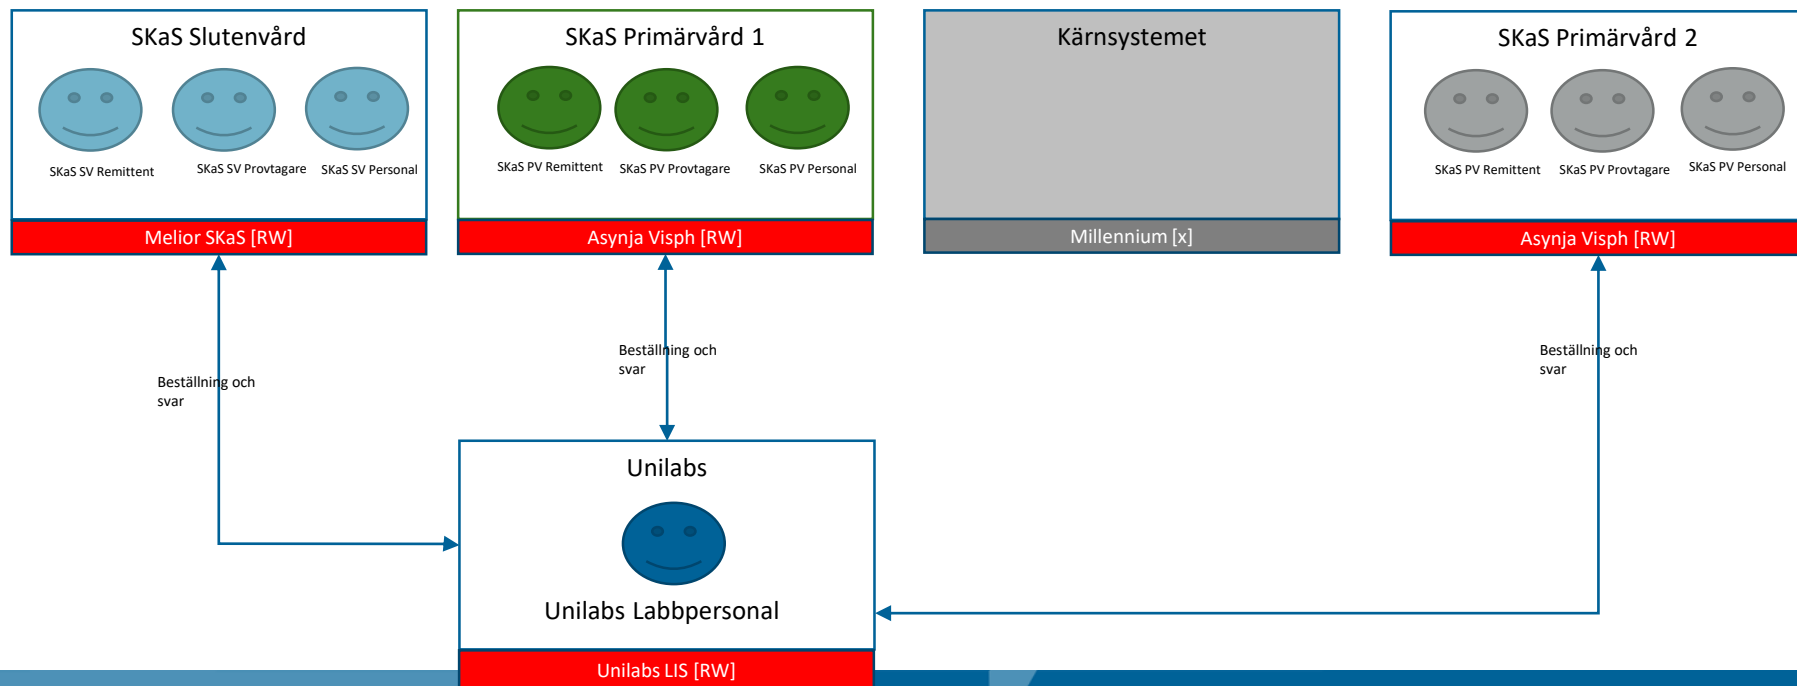 SKaS Slutenvård
SKaS SV Remittent
SKaS SV Provtagare
SKaS SV Personal
Melior SKaS [RW]
SKaS Primärvård 1
SKaS PV Remittent
SKaS PV Provtagare
SKaS PV Personal
Asynja Visph [RW]
Kärnsystemet
Millennium [x]
SKaS Primärvård 2
SKaS PV Remittent
SKaS PV Provtagare
SKaS PV Personal
Asynja Visph [RW]
Beställning och
svar
Beställning och
svar
Beställning och
svar
Unilabs
Unilabs Labbpersonal
Unilabs LIS [RW]